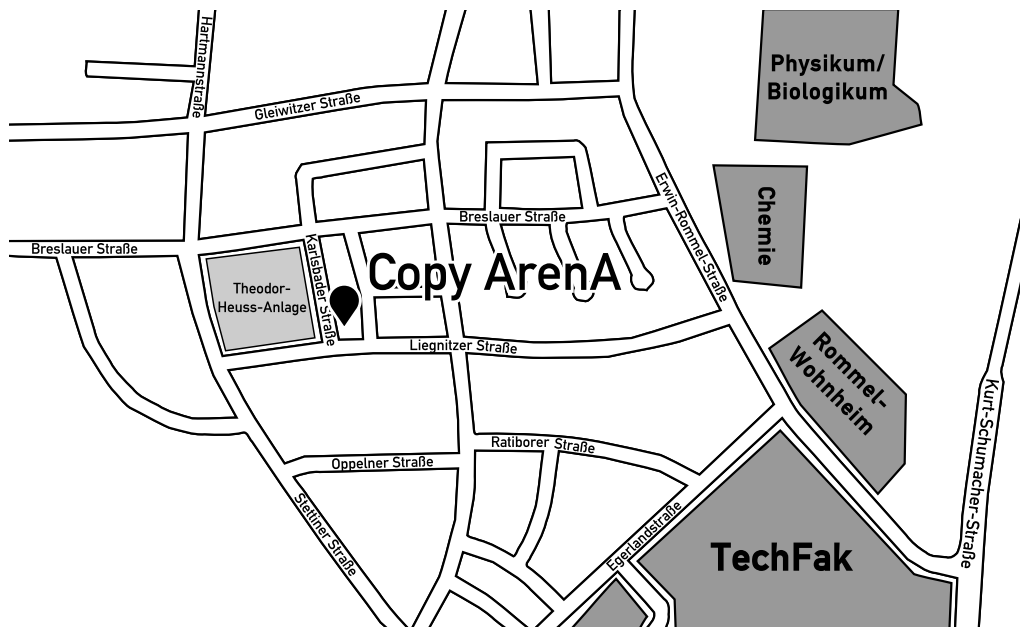 Hartmannstraße
Physikum/
Biologikum
Gleiwitzer Straße
Erwin-Rommel-Straße
Chemie
Breslauer Straße
Breslauer Straße
Karlsbader Straße
Copy ArenA
Theodor-
Heuss-Anlage
Liegnitzer Straße
Rommel-
Wohnheim
Kurt-Schumacher-Straße
Ratiborer Straße
Oppelner Straße
Stettiner Straße
Egerlandstraße
TechFak